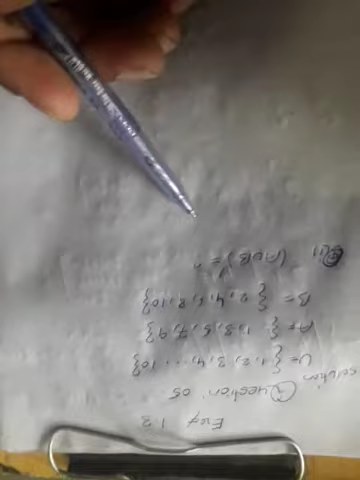 Ex# 1.3
Question 05
Solution
U= {1,2,3,4,...,10}
A= {1,3,5,7,9}
B= {2,4,6,8,10}